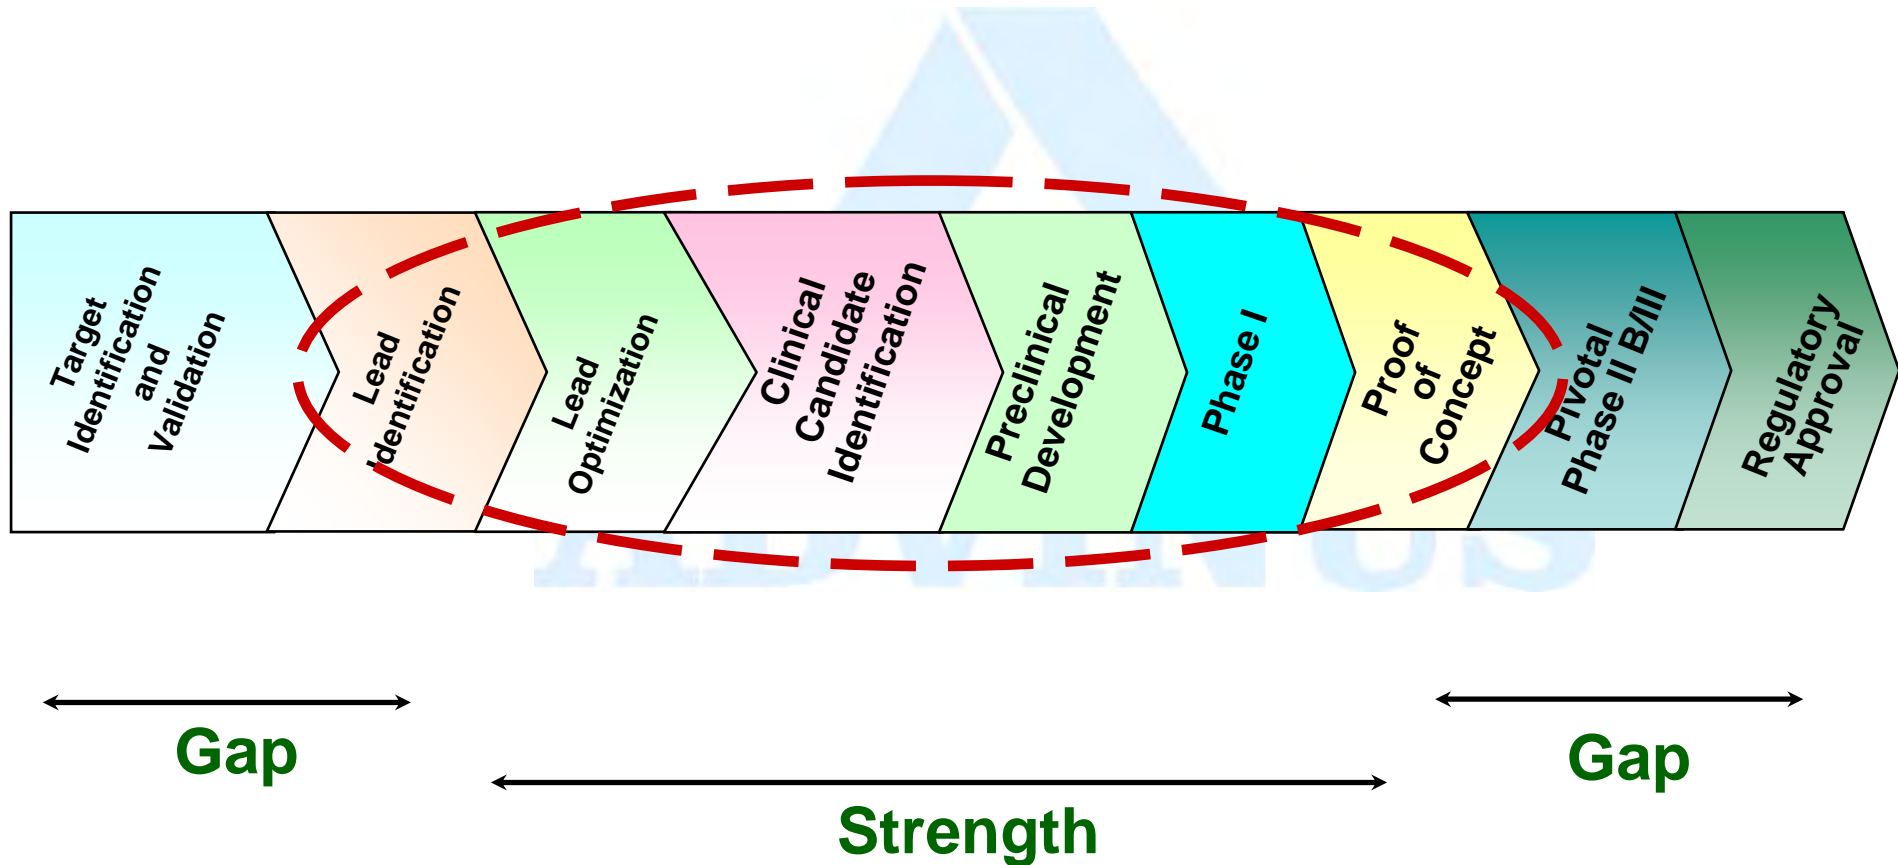 Target
Identification
and
Validation
Lead
Identification
Lead
Optimization
Clinical
Candidate
Identification
Preclinical
Development
Phase I
Proof
of
Concept
Pivotal
Phase II B/III
Regulatory
Approval
ADVINUS
Gap
Strength
Gap